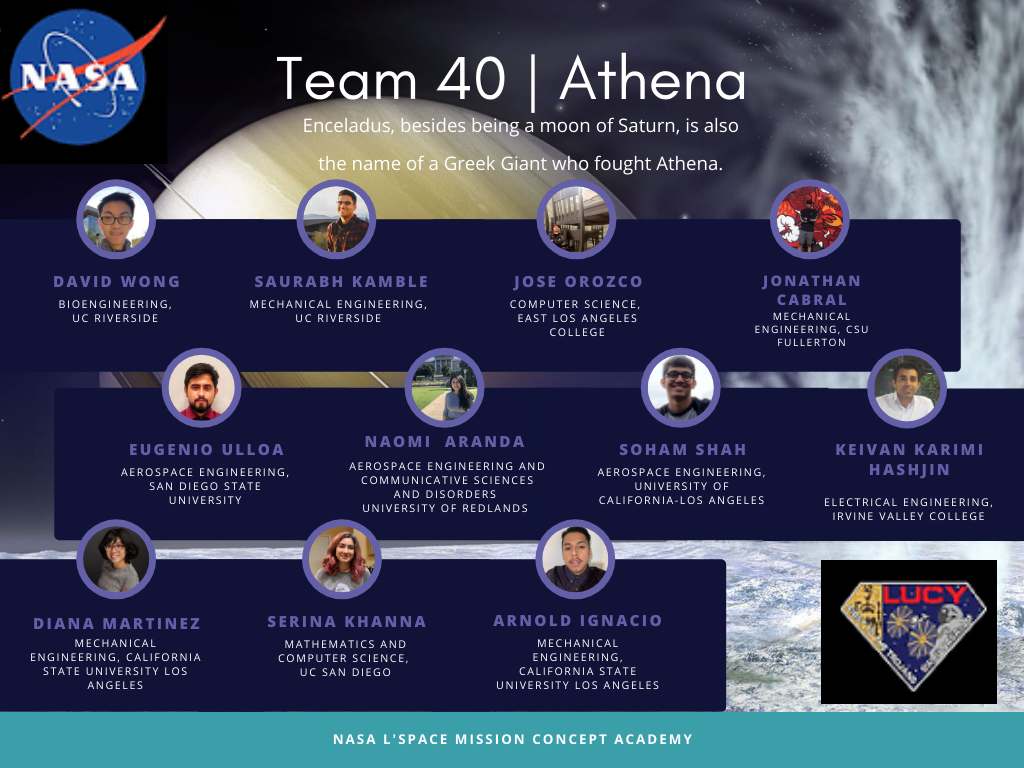 NASA
Team 40 | Athena
Enceladus, besides being a moon of Saturn, is also
the name of a Greek Giant who fought Athena.
DAVID WONG
BIOENGINEERING,
UC RIVERSIDE
SAURABH KAMBLE
MECHANICAL ENGINEERING,
UC RIVERSIDE
JOSE OROZCO
COMPUTER SCIENCE,
EAST LOS ANGELES
COLLEGE
JONATHAN
CABRAL
MECHANICAL
ENGINEERING, CSU
FULLERTON
EUGENIO ULLOA
AEROSPACE ENGINEERING,
SAN DIEGO STATE
UNIVERSITY
NAOMI ARANDA
AEROSPACE ENGINEERING AND
COMMUNICATIVE SCIENCES
AND DISORDERS
UNIVERSITY OF REDLANDS
SOHAM SHAH
AEROSPACE ENGINEERING,
UNIVERSITY OF
CALIFORNIA-LOS ANGELES
KEIVAN KARIMI
HASHJIN
ELECTRICAL ENGINEERING,
IRVINE VALLEY COLLEGE
DIANA MARTINEZ
MECHANICAL
ENGINEERING, CALIFORNIA
STATE UNIVERSITY LOS
ANGELES
SERINA KHANNA
MATHEMATICS AND
COMPUTER SCIENCE,
UC SAN DIEGO
ARNOLD IGNACIO
MECHANICAL
ENGINEERING,
CALIFORNIA STATE
UNIVERSITY LOS ANGELES
LUCY
NASA L'SPACE MISSION CONCEPT ACADEMY